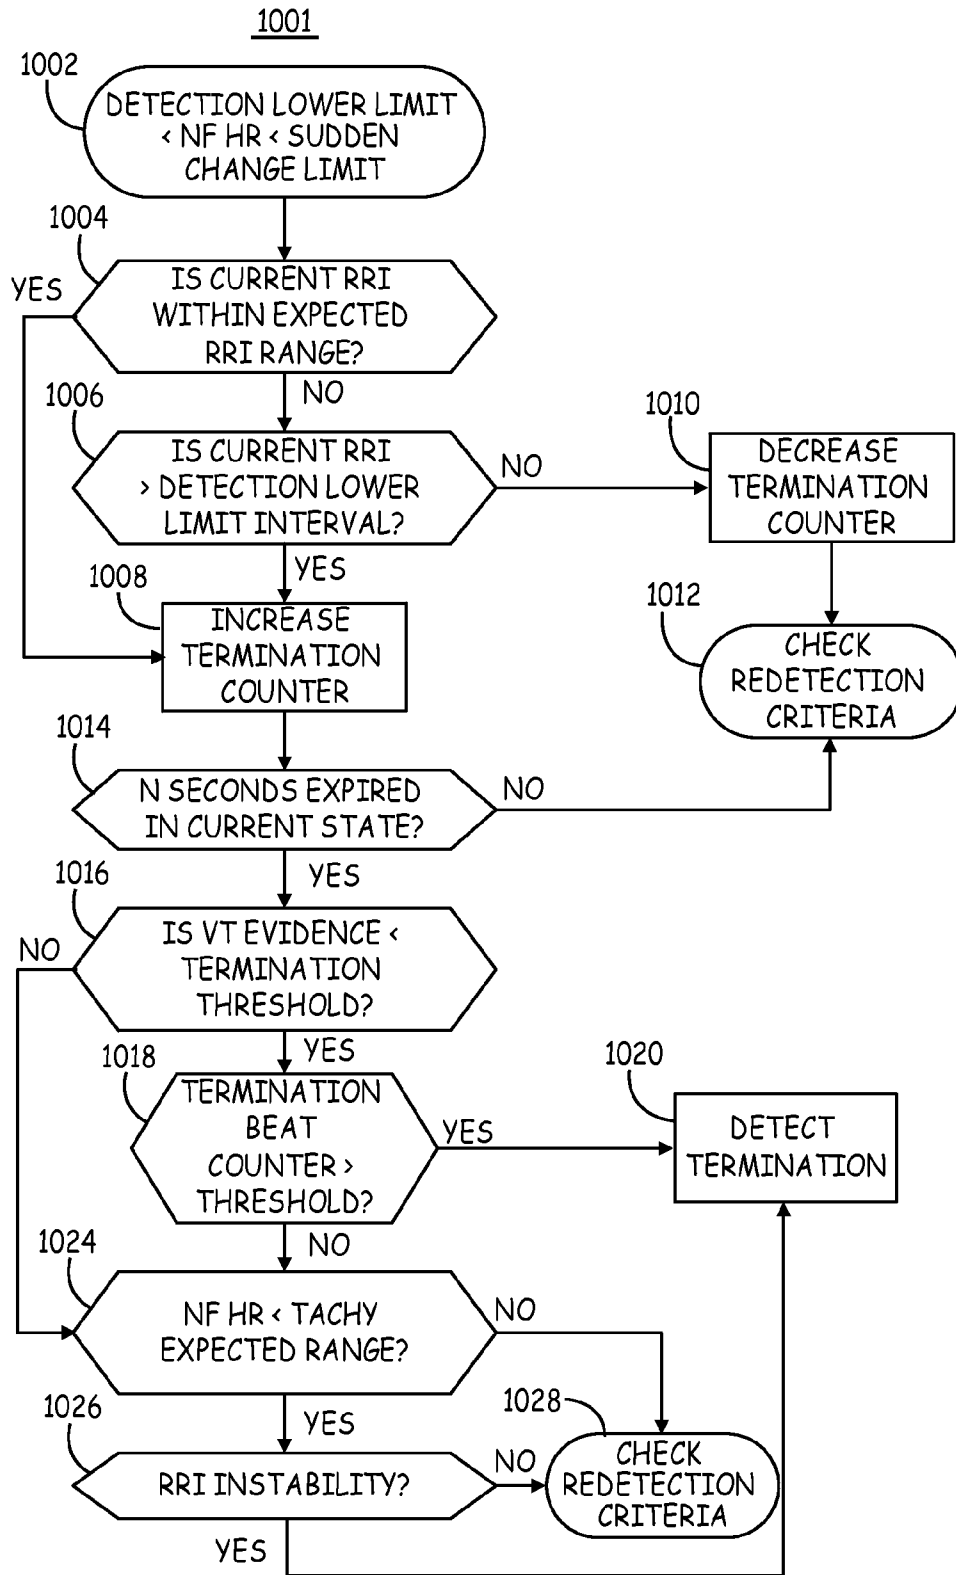 1001
1002
DETECTION LOWER LIMIT
< NF HR < SUDDEN
CHANGE LIMIT
1004
YES
IS CURRENT RRI
WITHIN EXPECTED
RRI RANGE?
NO
1006
IS CURRENT RRI
> DETECTION LOWER
LIMIT INTERVAL?
NO
1010
DECREASE
TERMINATION
COUNTER
YES
1008
INCREASE
TERMINATION
COUNTER
1012
CHECK
REDETECTION
CRITERIA
1014
N SECONDS EXPIRED
IN CURRENT STATE?
NO
YES
1016
NO
IS VT EVIDENCE <
TERMINATION
THRESHOLD?
YES
1018
TERMINATION
BEAT
COUNTER >
THRESHOLD?
YES
1020
DETECT
TERMINATION
NO
1024
NF HR < TACHY
EXPECTED RANGE?
NO
YES
1026
RRI INSTABILITY?
NO
1028
CHECK
REDETECTION
CRITERIA
YES